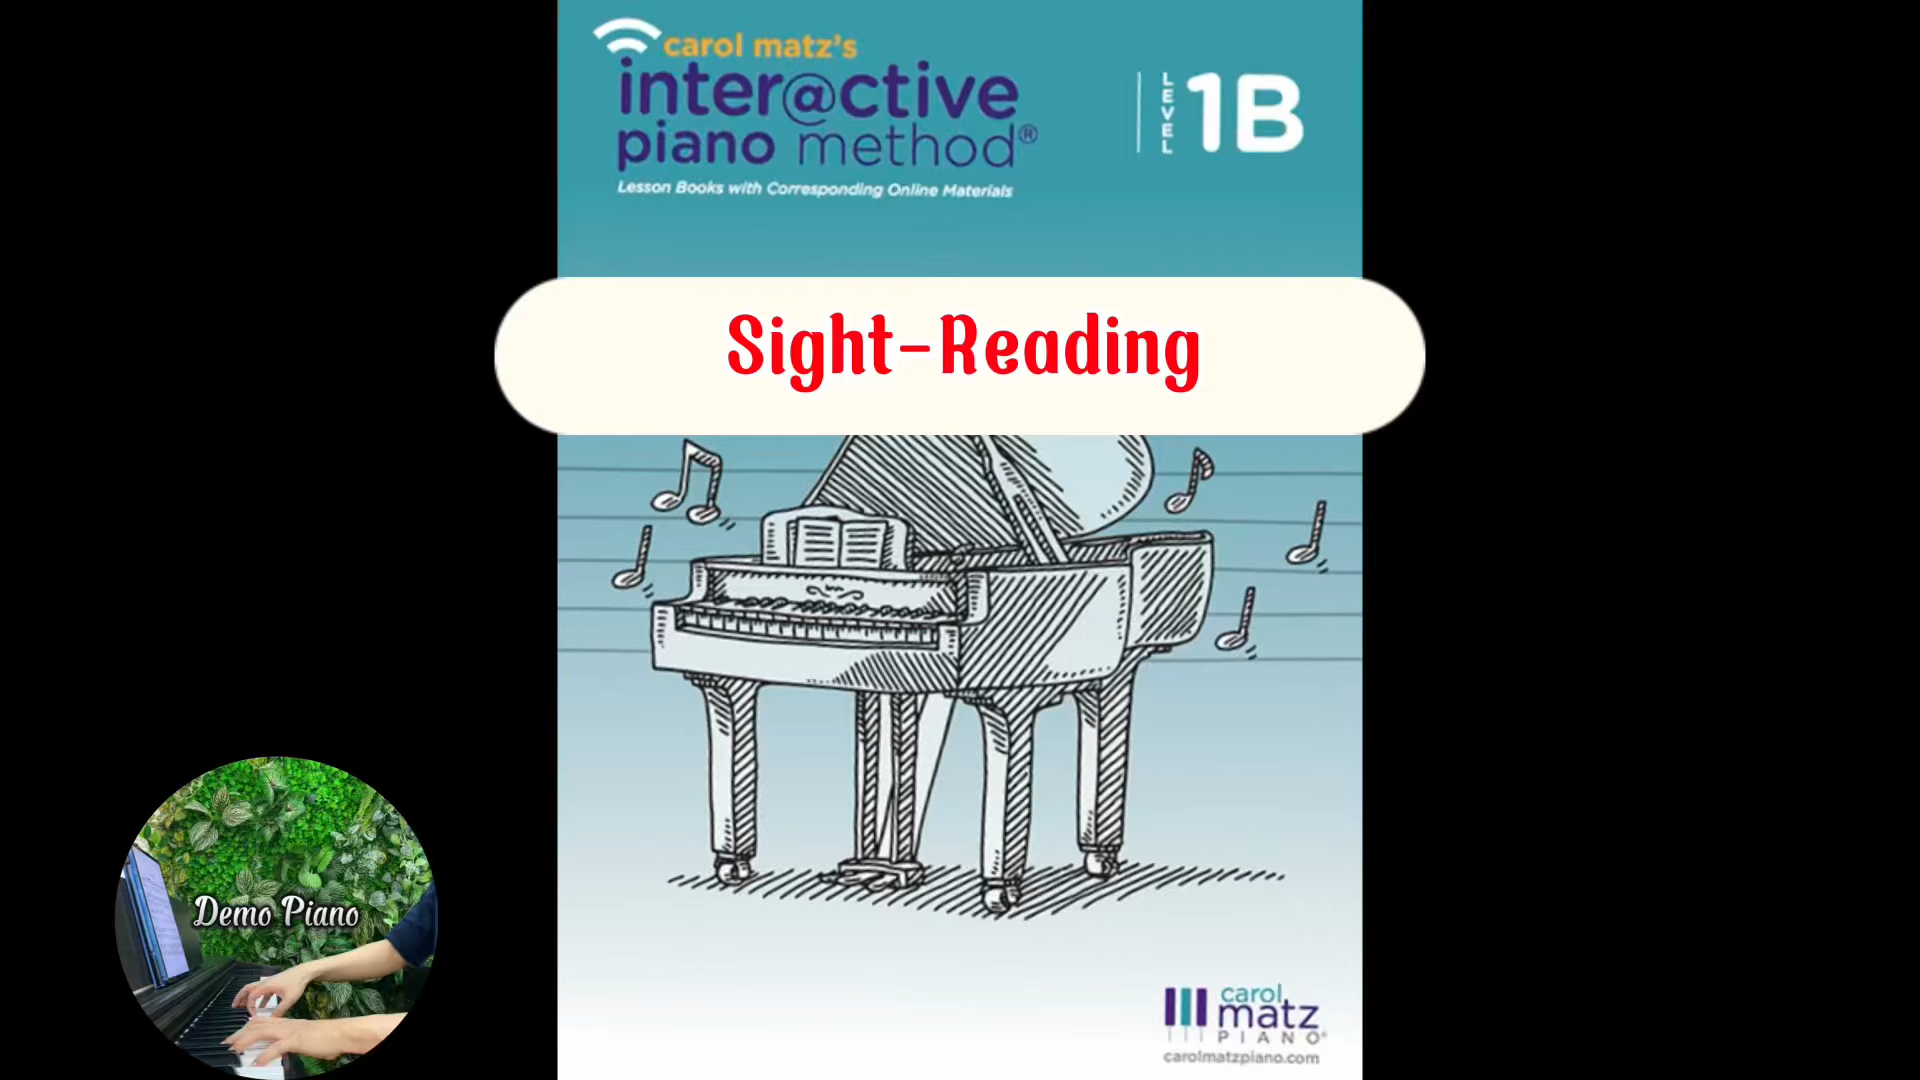 carol matz's
inter@ctive
piano method®
Lesson Books with Corresponding Online Materials
LEVEL
1B
Sight-Reading
Demo Piano
carol
matz
PIANO®
carolmatzpiano.com